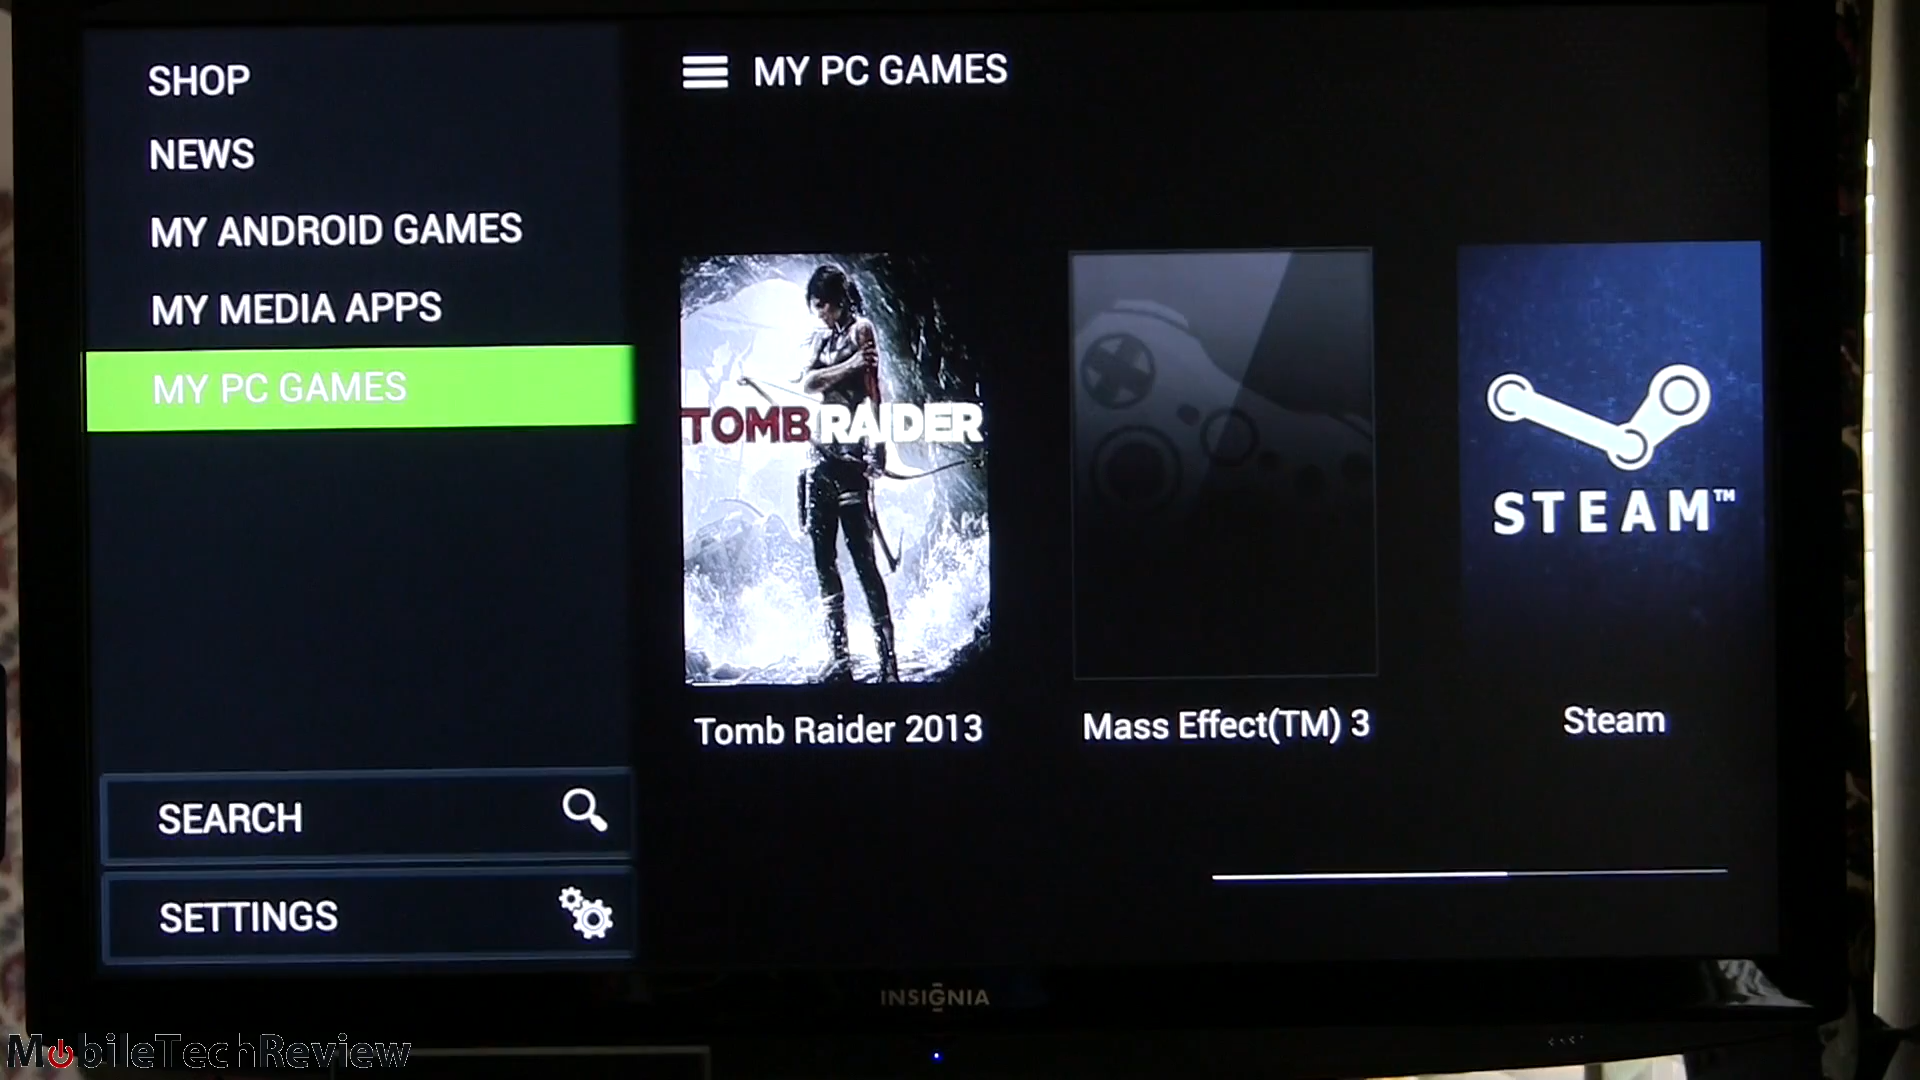 SHOP
NEWS
MY ANDROID GAMES
MY MEDIA APPS
MY PC GAMES
SEARCH
SETTINGS
MY PC GAMES
TOMB RAIDER
STEAM™
Tomb Raider 2013
Mass Effect(TM) 3
Steam
INSIGNIA
MobileTechReview